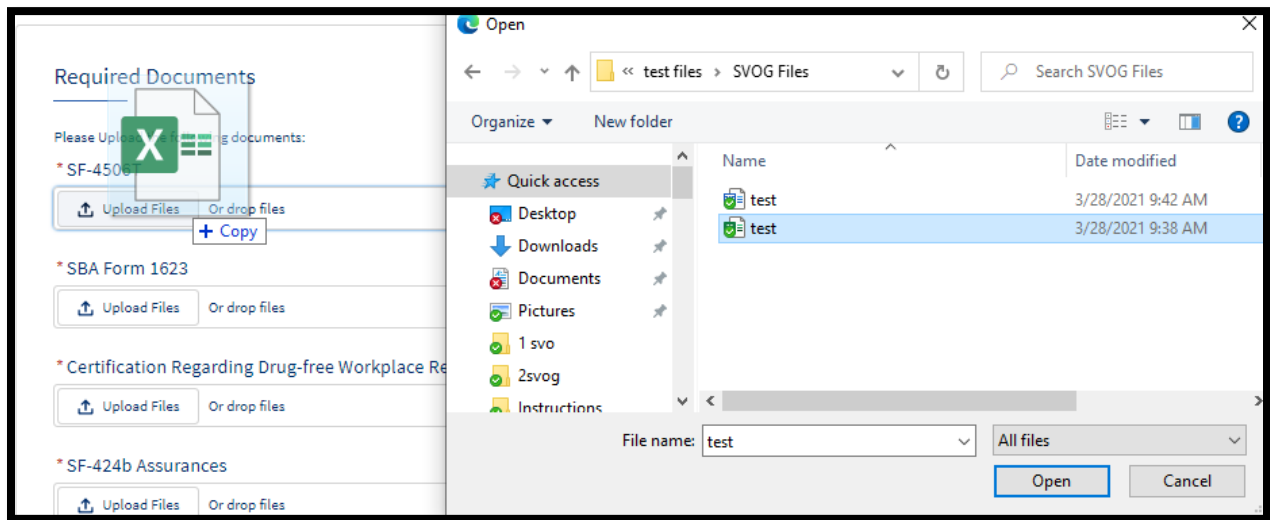 Open
Required Documents
Please Uplo
ng documents:
* SF-4506T
Upload Files
Or drop files
+ Copy
* SBA Form 1623
Upload Files
Or drop files
* Certification Regarding Drug-free Workplace Re
Upload Files
Or drop files
* SF-424b Assurances
Upload Files
Or drop files
« test files > SVOG Files
Search SVOG Files
Organize
New folder
Name
Date modified
Quick access
Desktop
Downloads
Documents
Pictures
1 svo
2svog
Instructions
test
3/28/2021 9:42 AM
test
3/28/2021 9:38 AM
File name:
test
All files
Open
Cancel